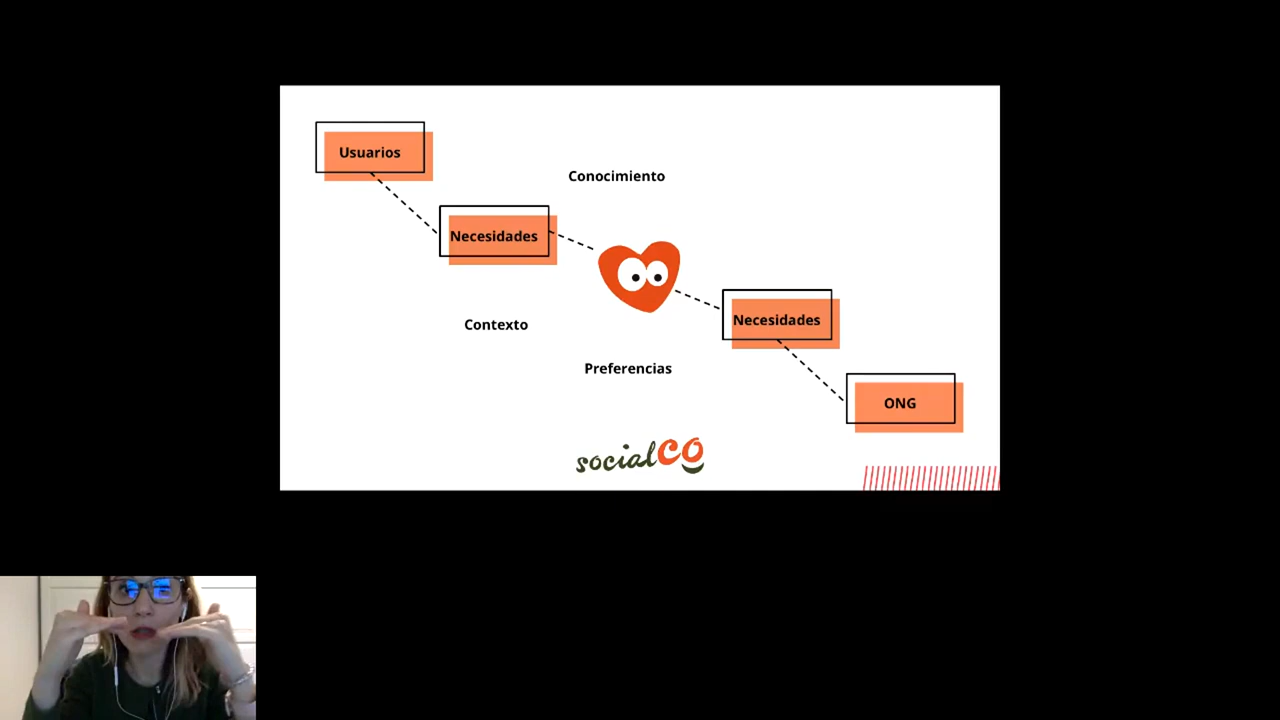 Usuarios
Conocimiento
Necesidades
Necesidades
Contexto
Preferencias
ONG
socialco